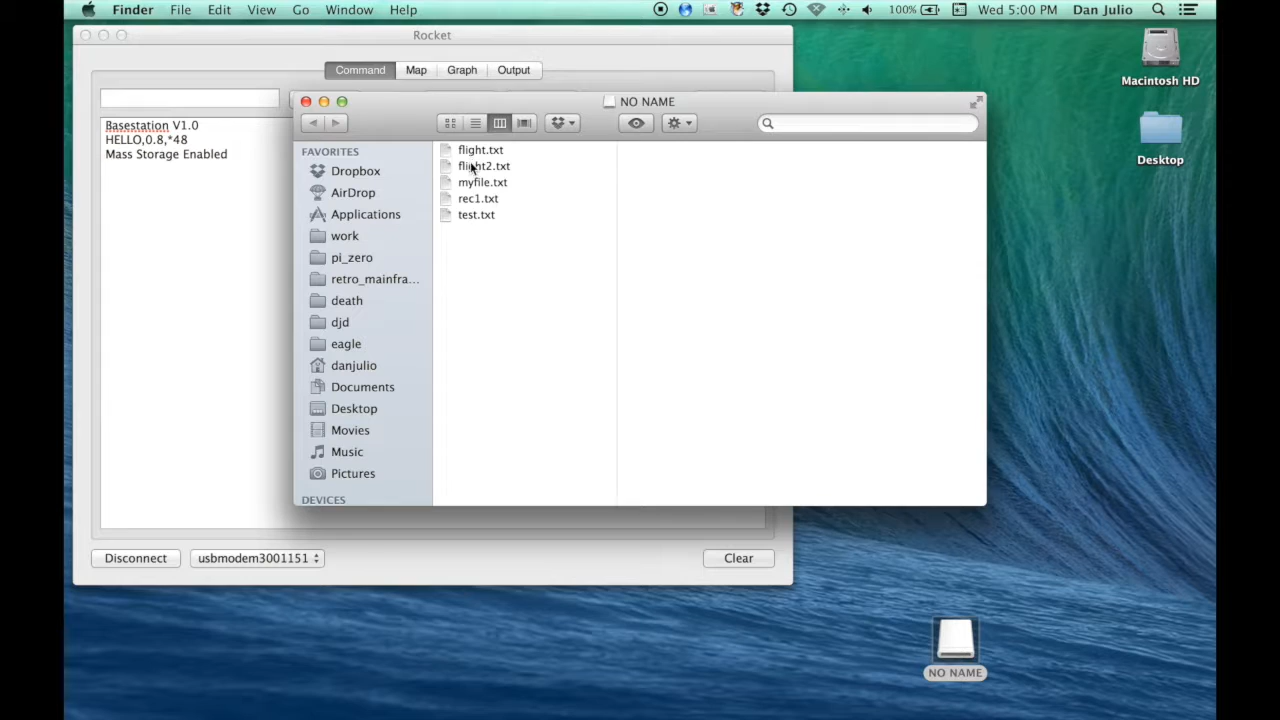 Finder File Edit View Go Window Help 100% Wed 5:00 PM Dan Julio
Rocket
Command Map Graph Output
Basestation V1.0
HELLO,0.8,*48
Mass Storage Enabled
Disconnect usbmodem3001151 Clear
NO NAME
FAVORITES
Dropbox
AirDrop
Applications
work
pi_zero
retro_mainfra...
death
djd
eagle
danjulio
Documents
Desktop
Movies
Music
Pictures
DEVICES
flight.txt
flight2.txt
myfile.txt
rec1.txt
test.txt
Macintosh HD
Desktop
NO NAME